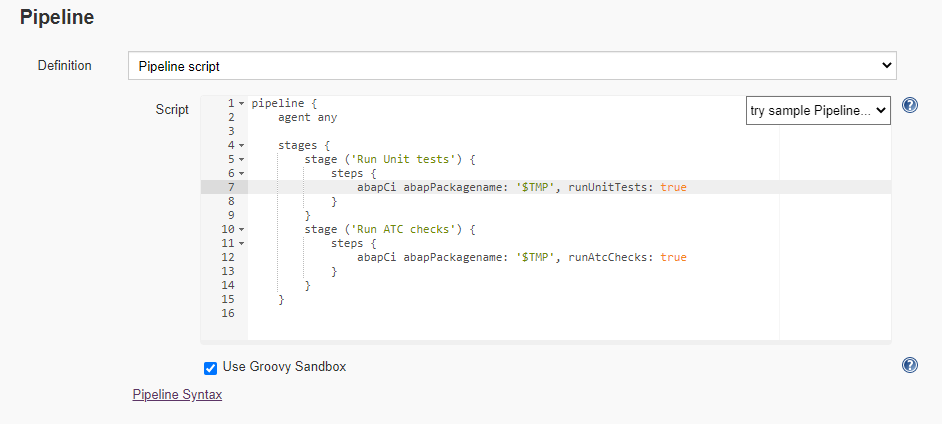 Pipeline
Definition
Pipeline script
Script
try sample Pipeline...
1 pipeline {
2     agent any
3
4     stages {
5         stage ('Run Unit tests') {
6             steps {
7                 abapCi abapPackagename: '$TMP', runUnitTests: true
8             }
9         }
10         stage ('Run ATC checks') {
11             steps {
12                 abapCi abapPackagename: '$TMP', runAtcChecks: true
13             }
14         }
15     }
16
Use Groovy Sandbox
Pipeline Syntax